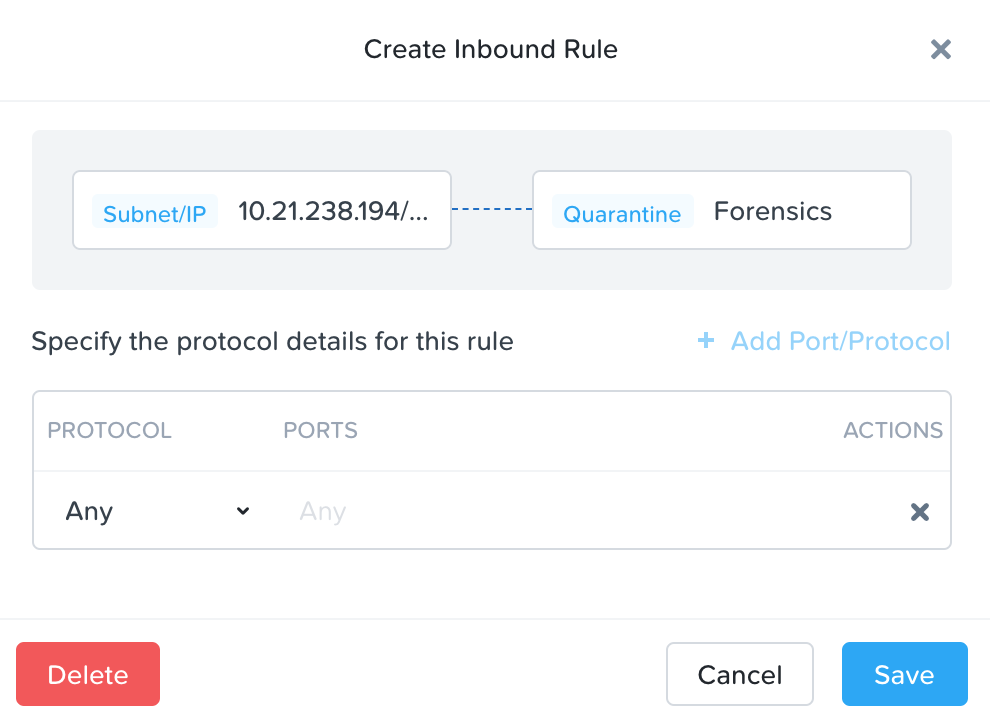 Create Inbound Rule
Subnet/IP 10.21.238.194/... Quarantine Forensics
Specify the protocol details for this rule + Add Port/Protocol
PROTOCOL PORTS ACTIONS
Any Any
Delete Cancel Save